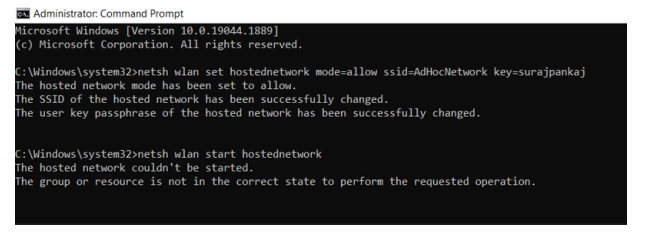 Administrator: Command Prompt
Microsoft Windows [Version 10.0.19044.1889]
(c) Microsoft Corporation. All rights reserved.
C:\Windows\system32>netsh wlan set hostednetwork mode=allow ssid=AdHocNetwork key=surajpankaj
The hosted network mode has been set to allow.
The SSID of the hosted network has been successfully changed.
The user key passphrase of the hosted network has been successfully changed.
C:\Windows\system32>netsh wlan start hostednetwork
The hosted network couldn't be started.
The group or resource is not in the correct state to perform the requested operation.